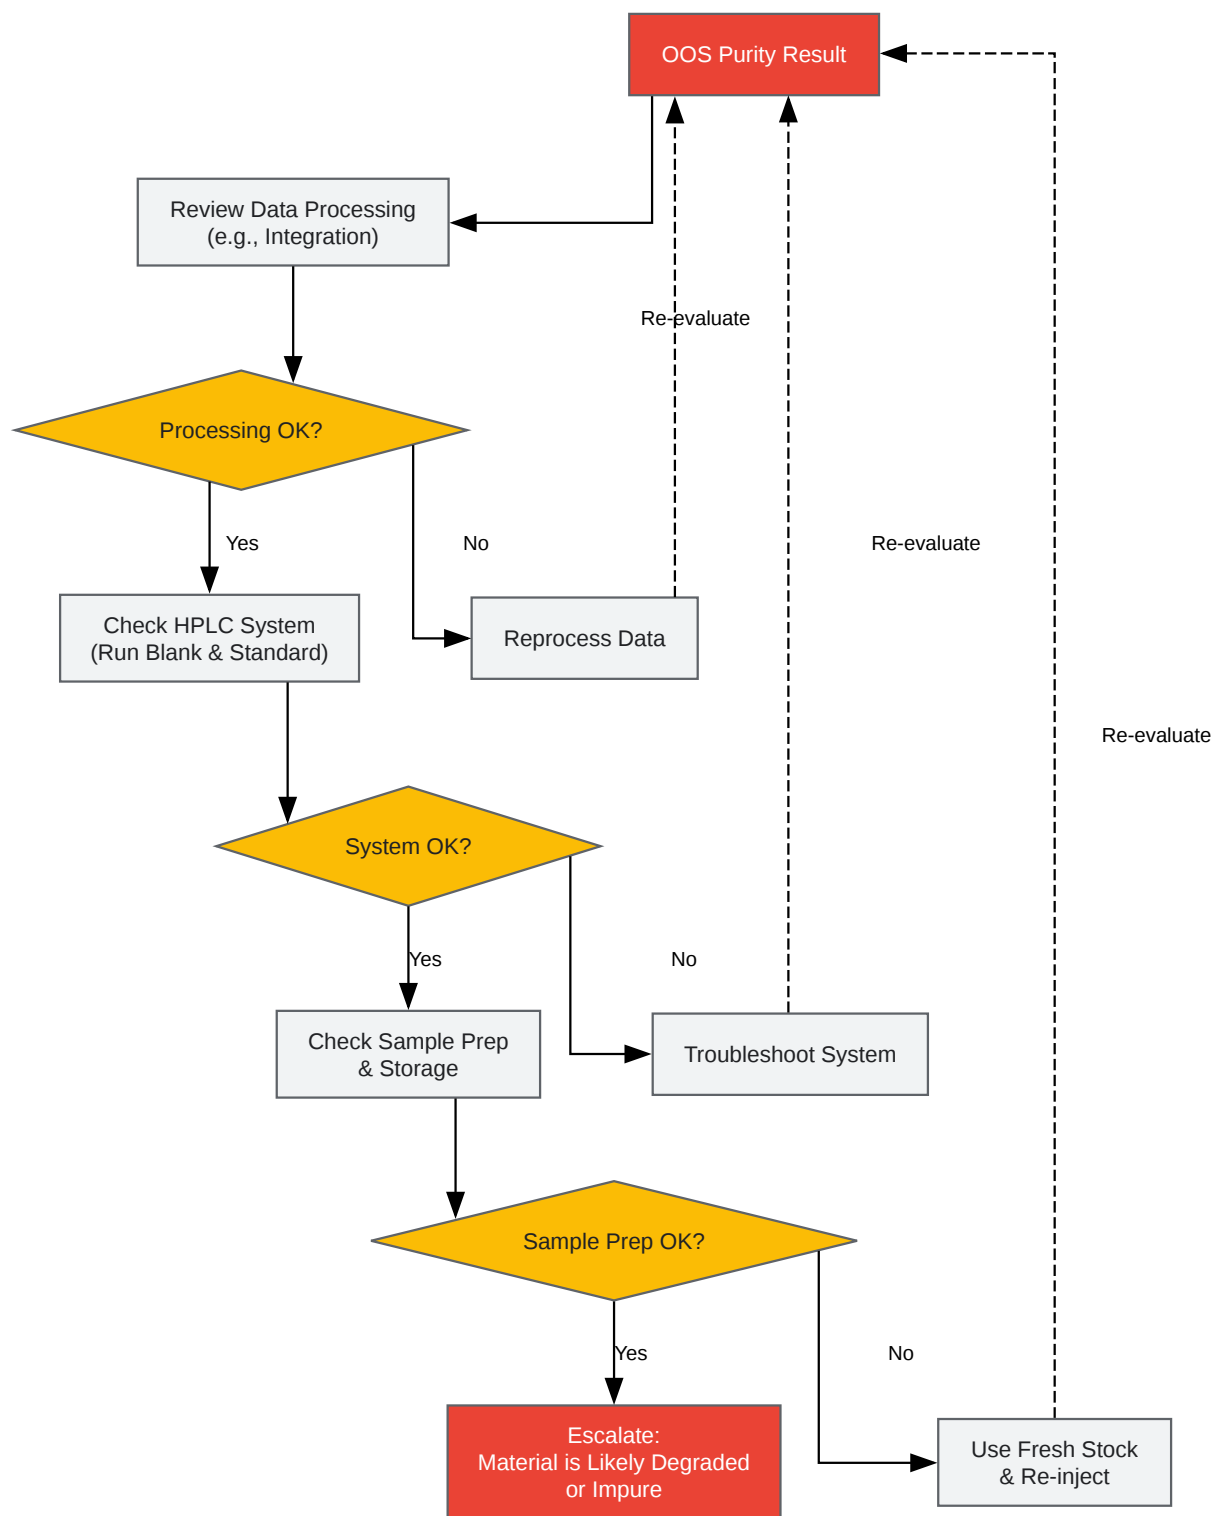 OOS Purity Result
Review Data Processing
(e.g., Integration)
Re-evaluate
Processing OK?
Yes
No
Re-evaluate
Check HPLC System
(Run Blank & Standard)
Reprocess Data
Re-evaluate
System OK?
Yes
No
Check Sample Prep
& Storage
Troubleshoot System
Sample Prep OK?
Yes
No
Escalate:
Material is Likely Degraded
or Impure
Use Fresh Stock
& Re-inject